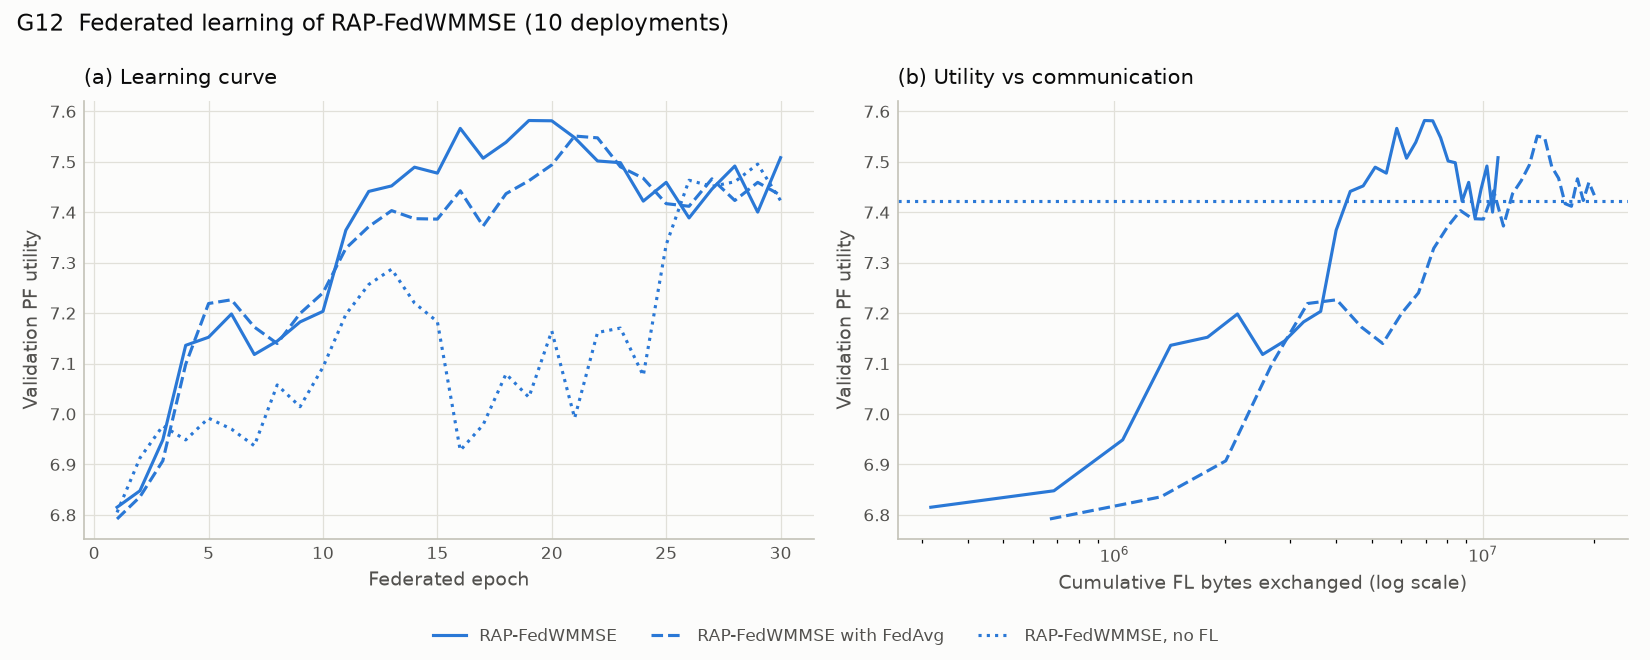 G12  Federated learning of RAP-FedWMMSE (10 deployments)
(a) Learning curve
Validation PF utility
7.6
7.5
7.4
7.3
7.2
7.1
7.0
6.9
6.8
0 5 10 15 20 25 30
Federated epoch
(b) Utility vs communication
Validation PF utility
7.6
7.5
7.4
7.3
7.2
7.1
7.0
6.9
6.8
10⁶ 10⁷
Cumulative FL bytes exchanged (log scale)
RAP-FedWMMSE RAP-FedWMMSE with FedAvg RAP-FedWMMSE, no FL